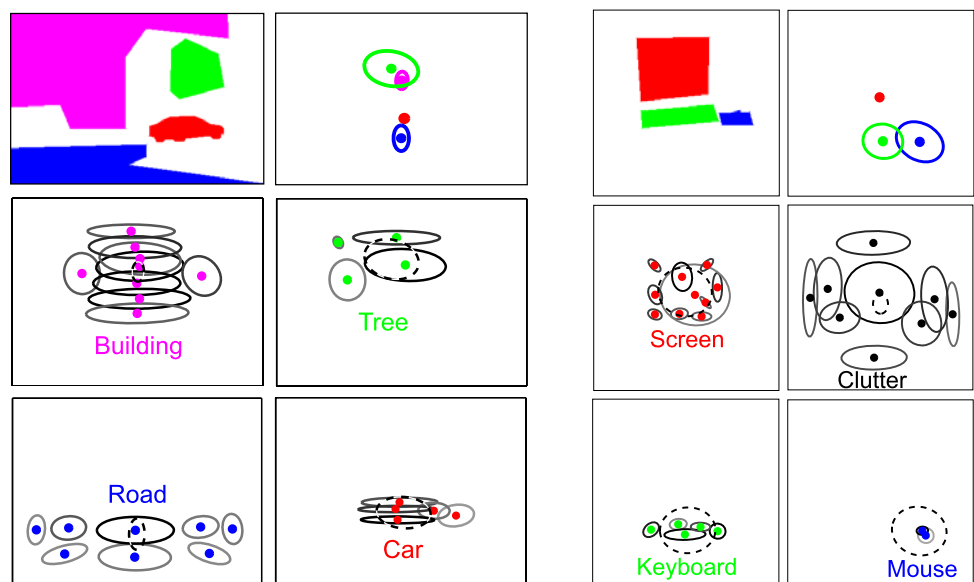 Building
Tree
Screen
Clutter
Road
Car
Keyboard
Mouse